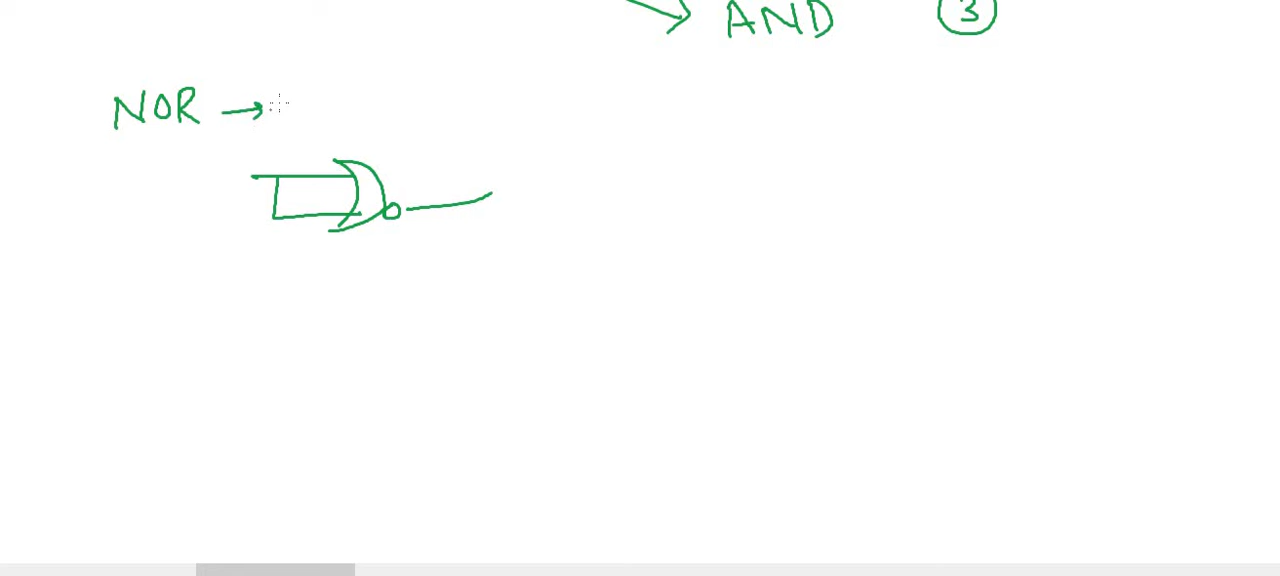 AND 3
NOR →